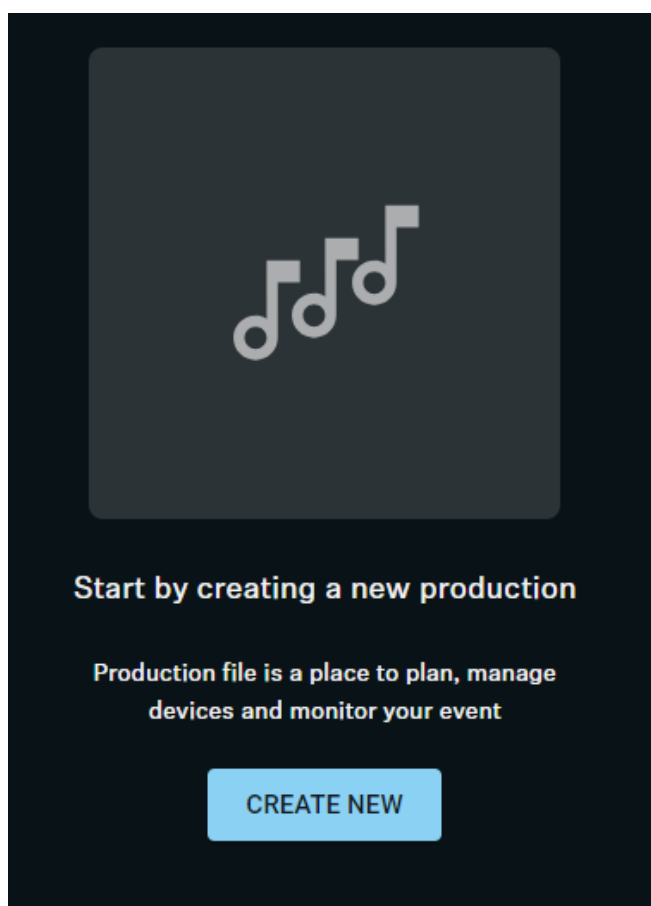 Start by creating a new production
Production file is a place to plan, manage
devices and monitor your event
CREATE NEW